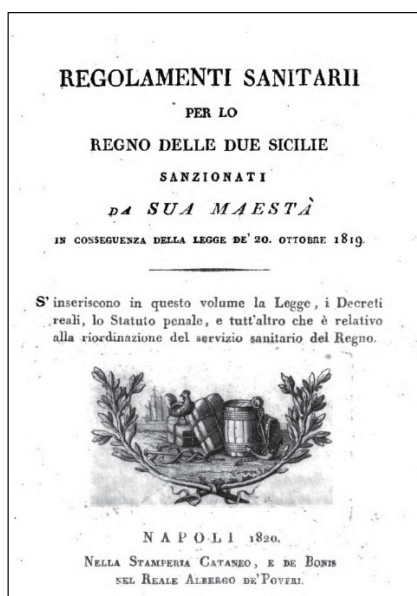 REGOLAMENTI SANITARII
PER LO
REGNO DELLE DUE SICILIE
SANZIONATI
DA SUA MAESTÀ
IN CONSEGUENZA DELLA LEGGE DE' 20. OTTOBRE 1819.
S' inseriscono in questo volume la Legge, i Decreti
reali, lo Statuto penale, e tutt'altro che è relativo
alla riordinazione del servizio sanitario del Regno.
NAPOLI 1820.
NELLA STAMPERIA CATANEO, E DE BONIS
NEL REALE ALBERGO DE' POVERI.